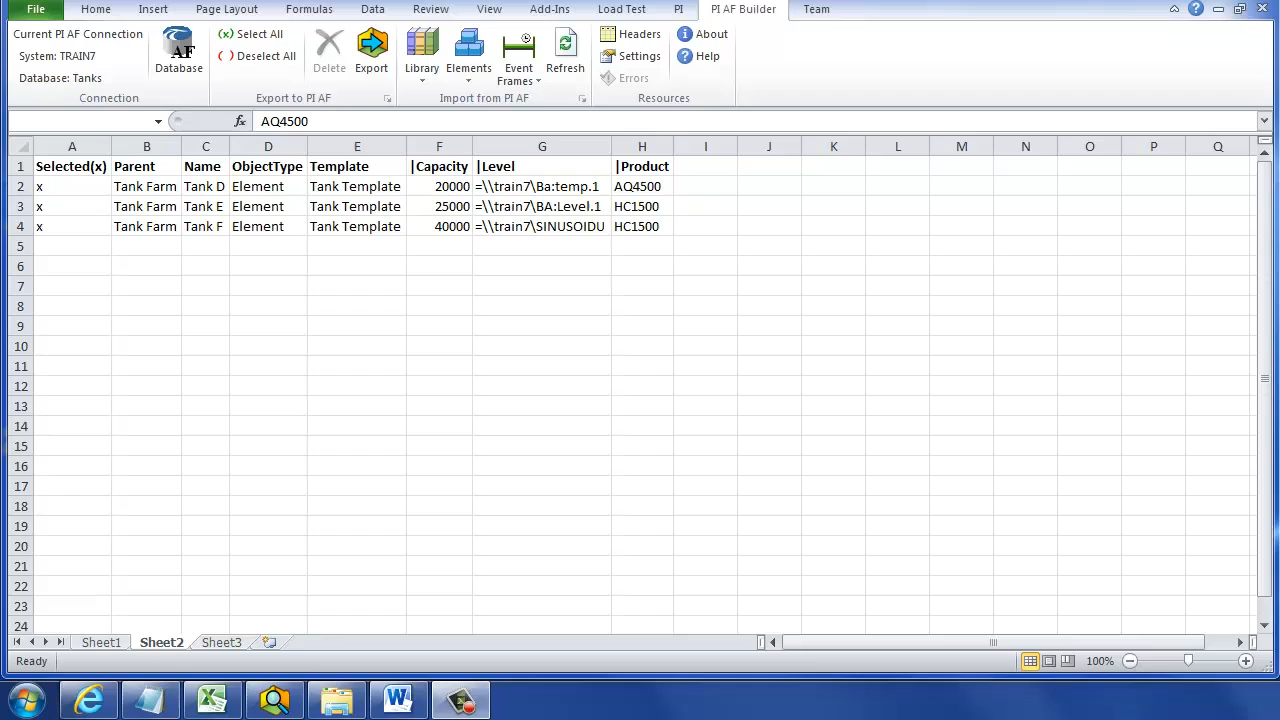 File Home Insert Page Layout Formulas Data Review View Add-Ins Load Test PI PI AF Builder Team
Current PI AF Connection
System: TRAIN7
Database: Tanks
AF
Database
Connection
(x) Select All
( ) Deselect All
Delete
Export
Export to PI AF
Library
Elements
Event Frames
Refresh
Import from PI AF
Headers
Settings
Errors
About
Help
Resources
fx AQ4500
A B C D E F G H I J K L M N O P Q
1 Selected(x) Parent Name ObjectType Template |Capacity |Level |Product
2 x Tank Farm Tank D Element Tank Template 20000 =\\train7\Ba:temp.1 AQ4500
3 x Tank Farm Tank E Element Tank Template 25000 =\\train7\BA:Level.1 HC1500
4 x Tank Farm Tank F Element Tank Template 40000 =\\train7\SINUSOIDU HC1500
5
6
7
8
9
10
11
12
13
14
15
16
17
18
19
20
21
22
23
24
Sheet1 Sheet2 Sheet3
Ready 100%